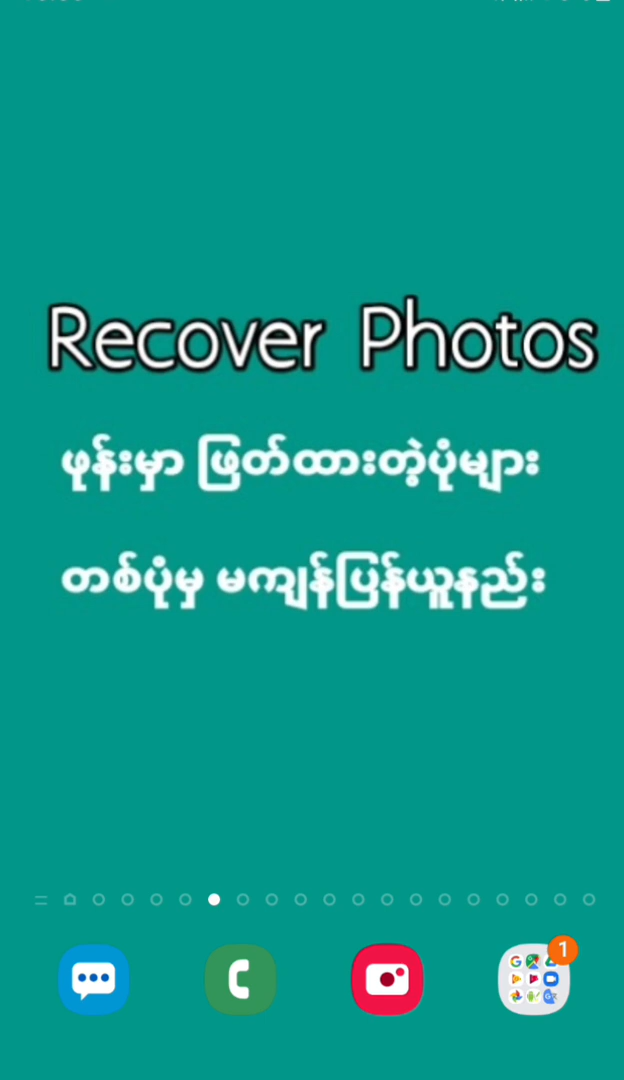 Recover Photos
ဖုန်းမှာ ဖြတ်ထားတဲ့ပုံများ
တစ်ပုံမှ မကျန်ပြန်ယူနည်း
1